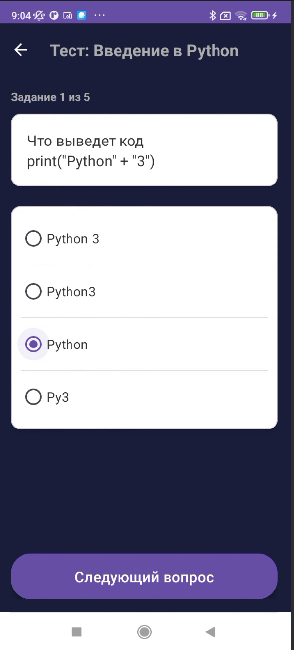 9:04
Тест: Введение в Python
Задание 1 из 5
Что выведет код
print("Python" + "3")
Python 3
Python3
Python
Py3
Следующий вопрос